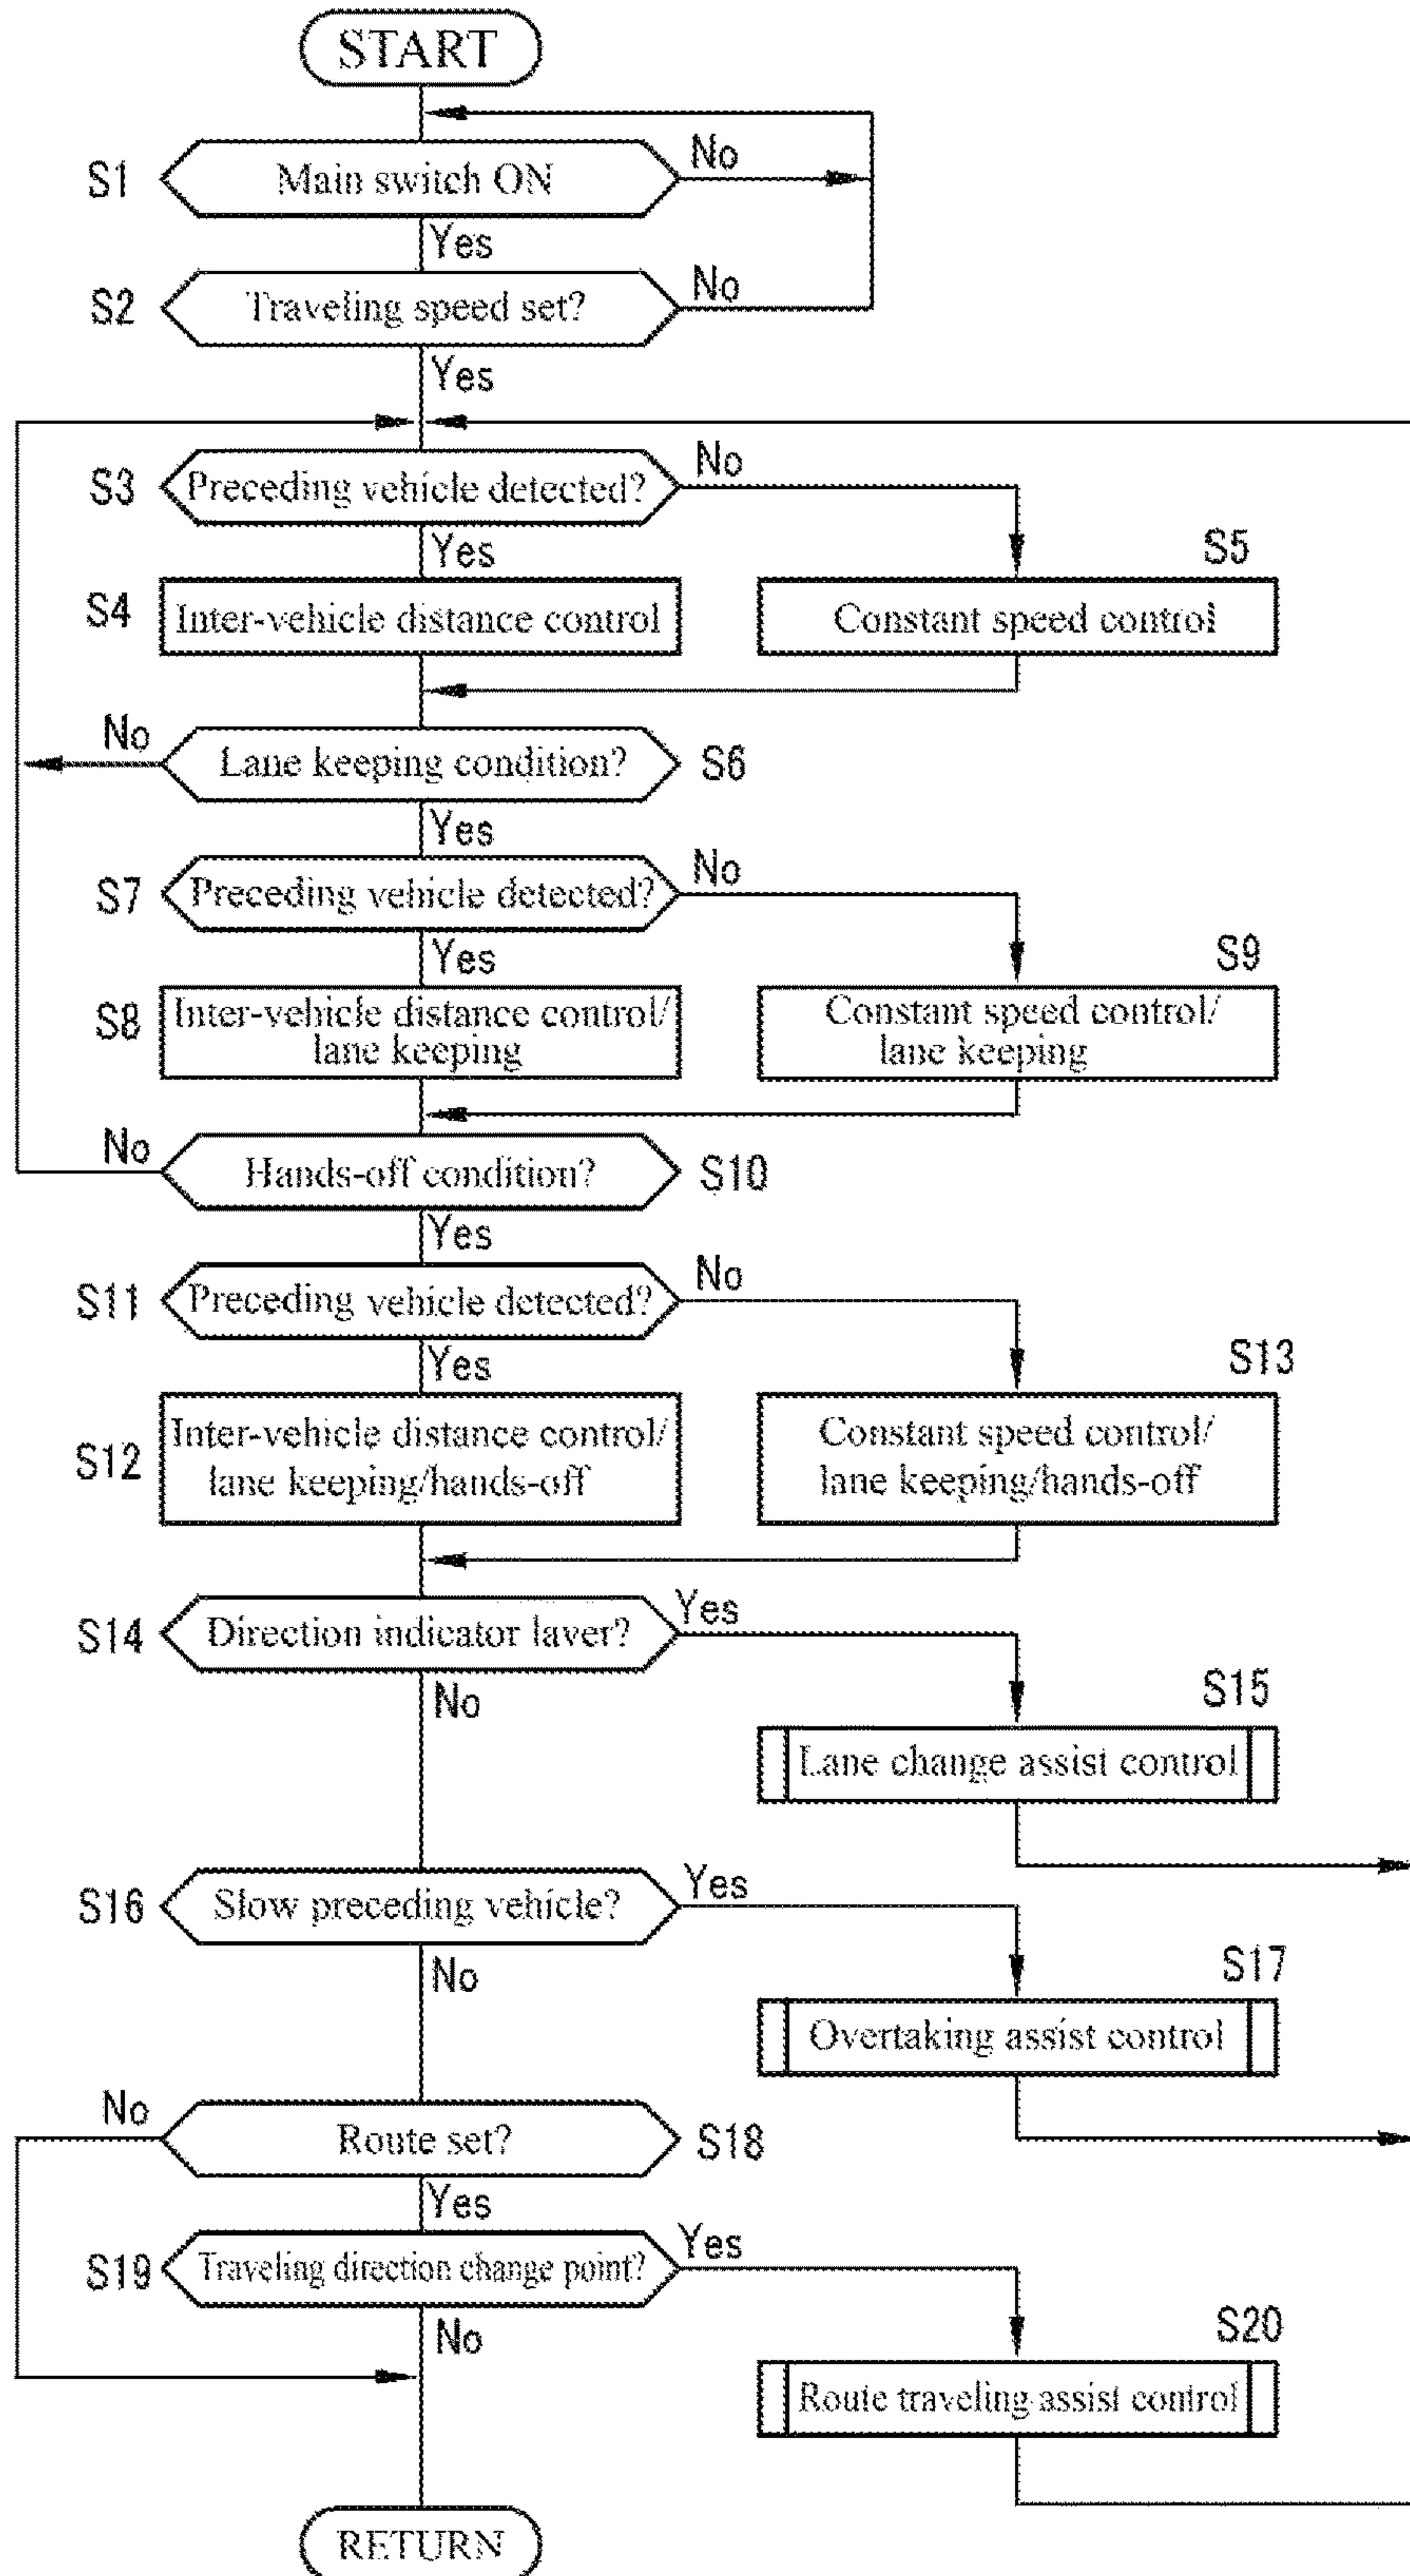 START
S1
Main switch ON
No
Yes
S2
Traveling speed set?
No
Yes
S3
Preceding vehicle detected?
No
Yes
S5
S4
Inter-vehicle distance control
Constant speed control
No
Lane keeping condition?
S6
Yes
S7
Preceding vehicle detected?
No
Yes
S9
S8
Inter-vehicle distance control/
lane keeping
Constant speed control/
lane keeping
No
Hands-off condition?
S10
Yes
S11
Preceding vehicle detected?
No
Yes
S13
S12
Inter-vehicle distance control/
lane keeping/hands-off
Constant speed control/
lane keeping/hands-off
S14
Direction indicator laver?
Yes
No
S15
Lane change assist control
S16
Slow preceding vehicle?
Yes
No
S17
Overtaking assist control
No
Route set?
S18
Yes
S19
Traveling direction change point?
Yes
No
S20
Route traveling assist control
RETURN